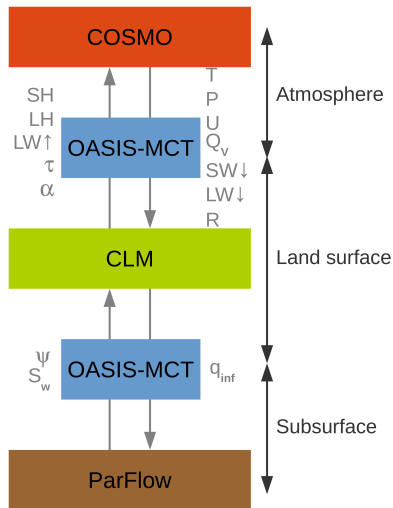 COSMO
Atmosphere
SH
LH
LW↑
τ
α
OASIS-MCT
T
P
U
Qv
SW↓
LW↓
R
CLM
Land surface
ψ
Sw
OASIS-MCT
qinf
Subsurface
ParFlow